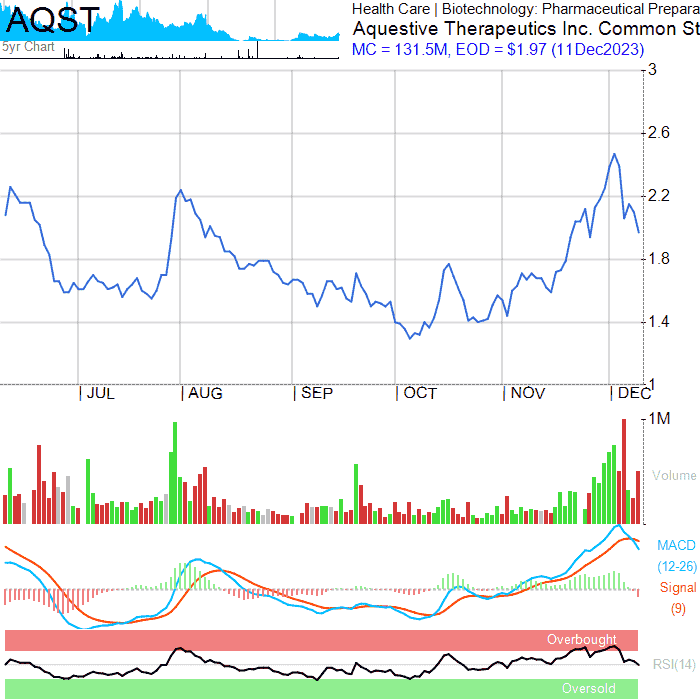 AQST
5yr Chart
Health Care | Biotechnology: Pharmaceutical Prepara
Aquestive Therapeutics Inc. Common St
MC = 131.5M, EOD = $1.97 (11Dec2023)
3
2.6
2.2
1.8
1.4
1
| JUL | AUG | SEP | OCT | NOV | DEC
1M
Volume
MACD
(12-26)
Signal
(9)
Overbought
RSI(14)
Oversold